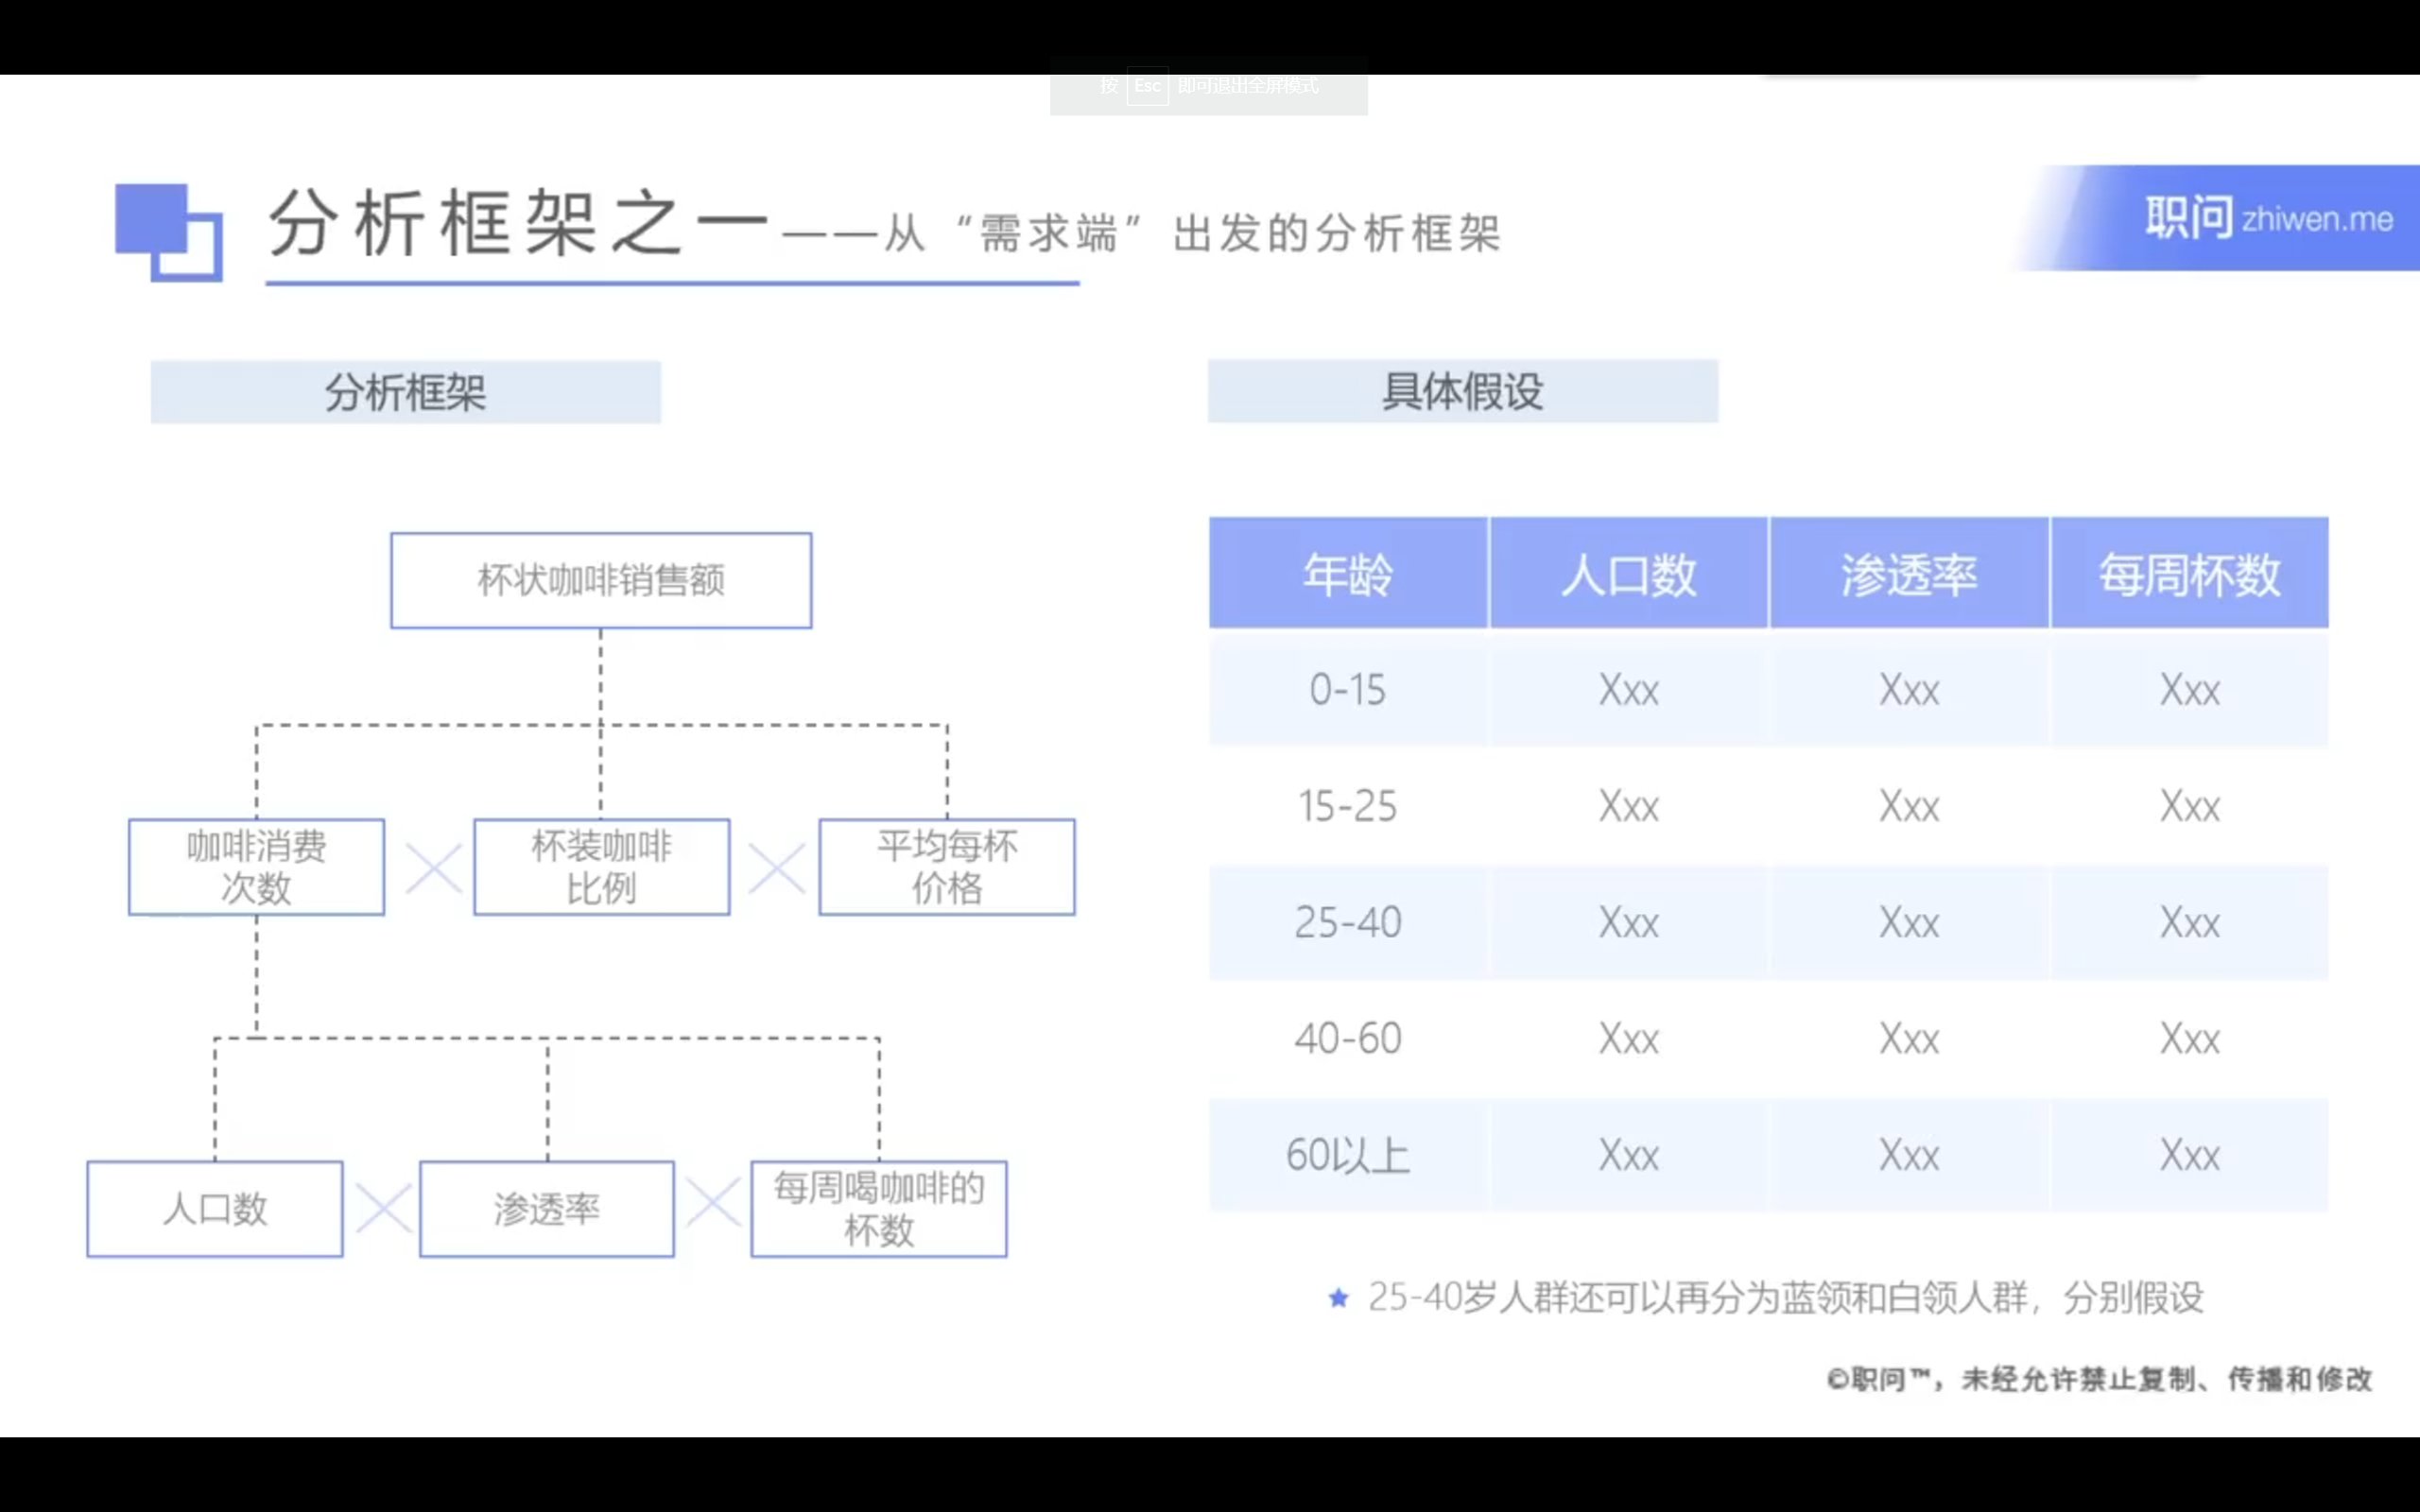 按 Esc 即可退出全屏模式
分析框架之一——从“需求端”出发的分析框架
职问 zhiwen.me
分析框架
杯状咖啡销售额
咖啡消费
次数
杯装咖啡
比例
平均每杯
价格
人口数
渗透率
每周喝咖啡的
杯数
具体假设
年龄 人口数 渗透率 每周杯数
0-15 Xxx Xxx Xxx
15-25 Xxx Xxx Xxx
25-40 Xxx Xxx Xxx
40-60 Xxx Xxx Xxx
60以上 Xxx Xxx Xxx
★ 25-40岁人群还可以再分为蓝领和白领人群，分别假设
©职问™，未经允许禁止复制、传播和修改